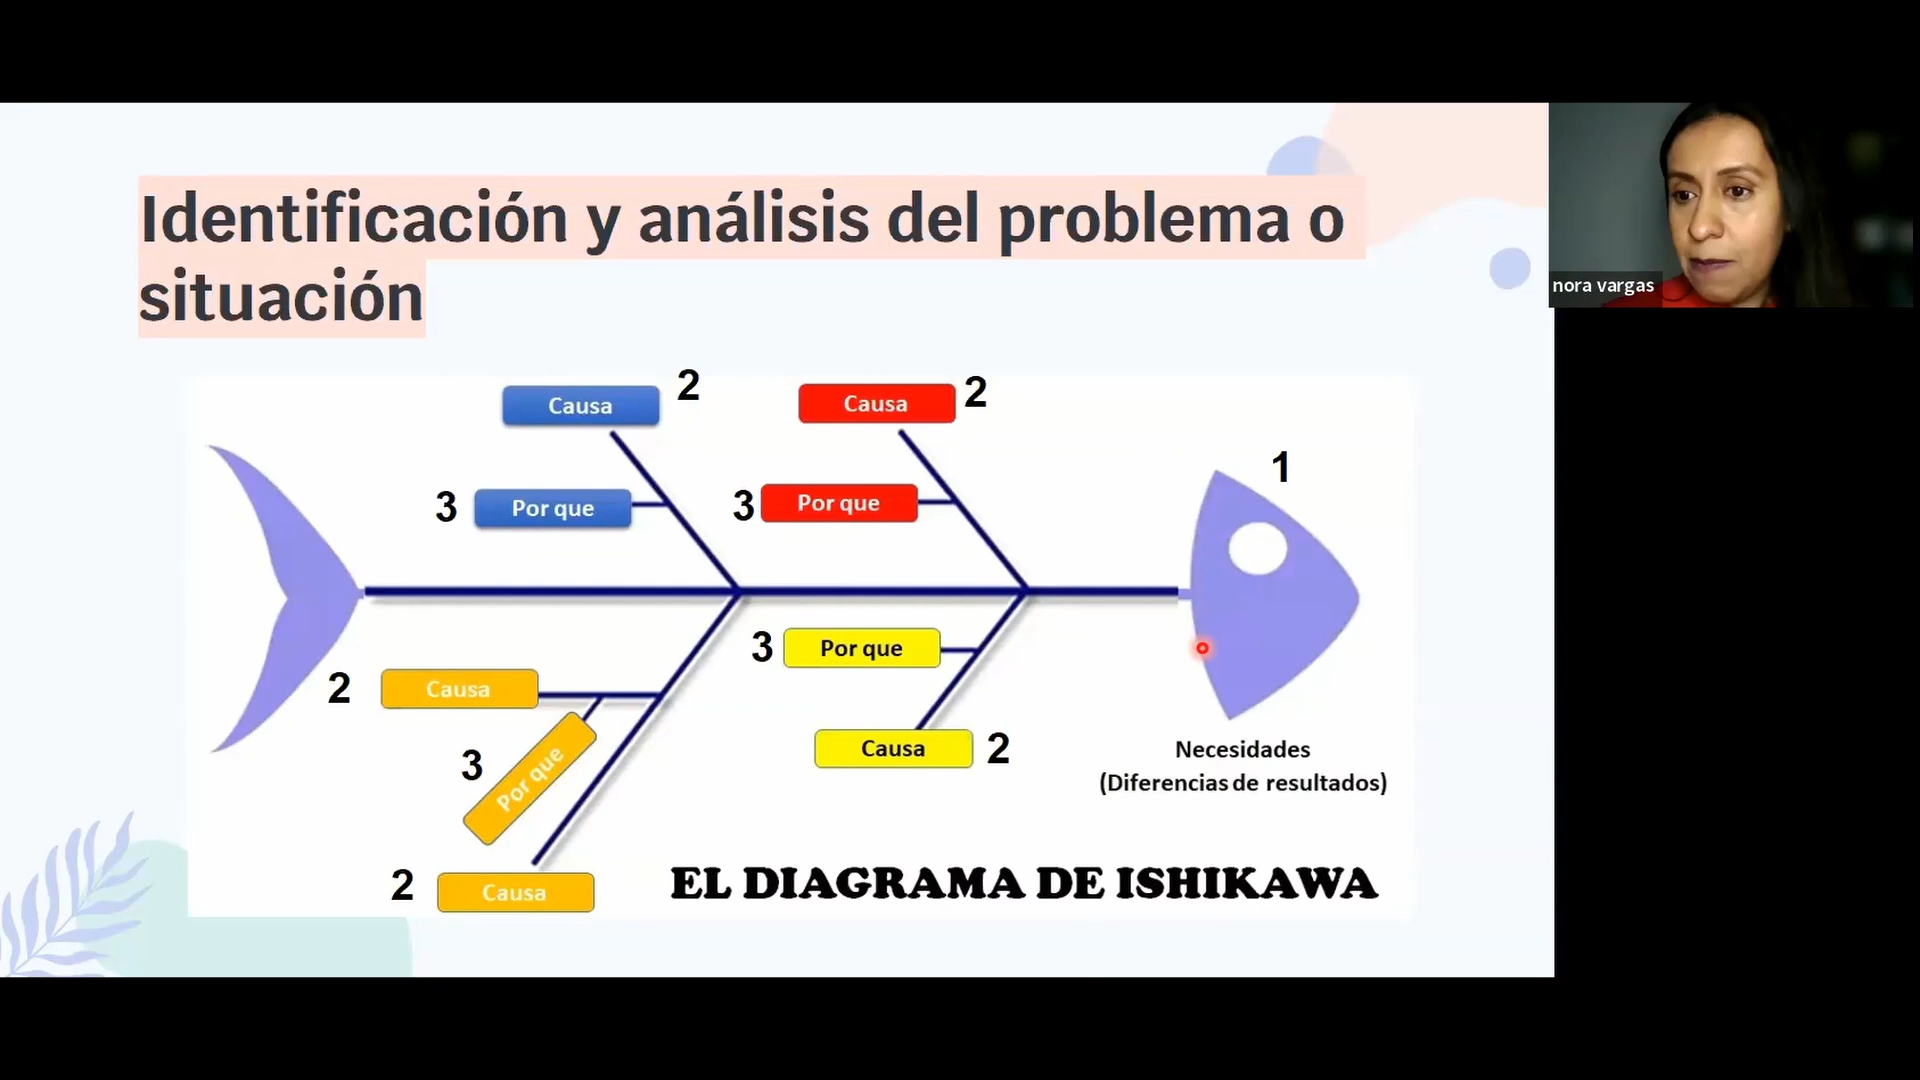 Identificación y análisis del problema o
situación
nora vargas
Causa
2
Causa
2
3
Por que
3
Por que
1
2
Causa
3
Por que
3
Por que
Causa
2
Necesidades
(Diferencias de resultados)
2
Causa
EL DIAGRAMA DE ISHIKAWA